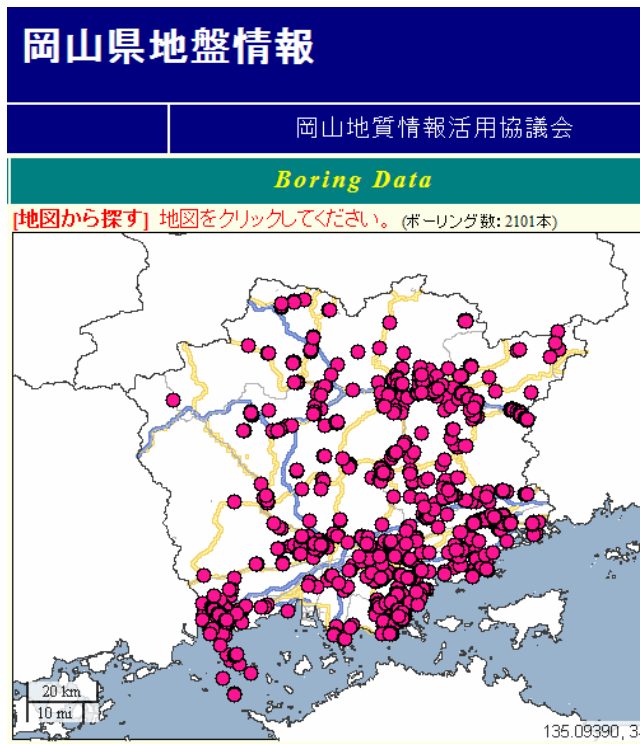 岡山県地盤情報
岡山地質情報活用協議会
Boring Data
[地図から探す] 地図をクリックしてください。 (ボーリング数: 2101本)
20 km
10 mi
135.09390, 3